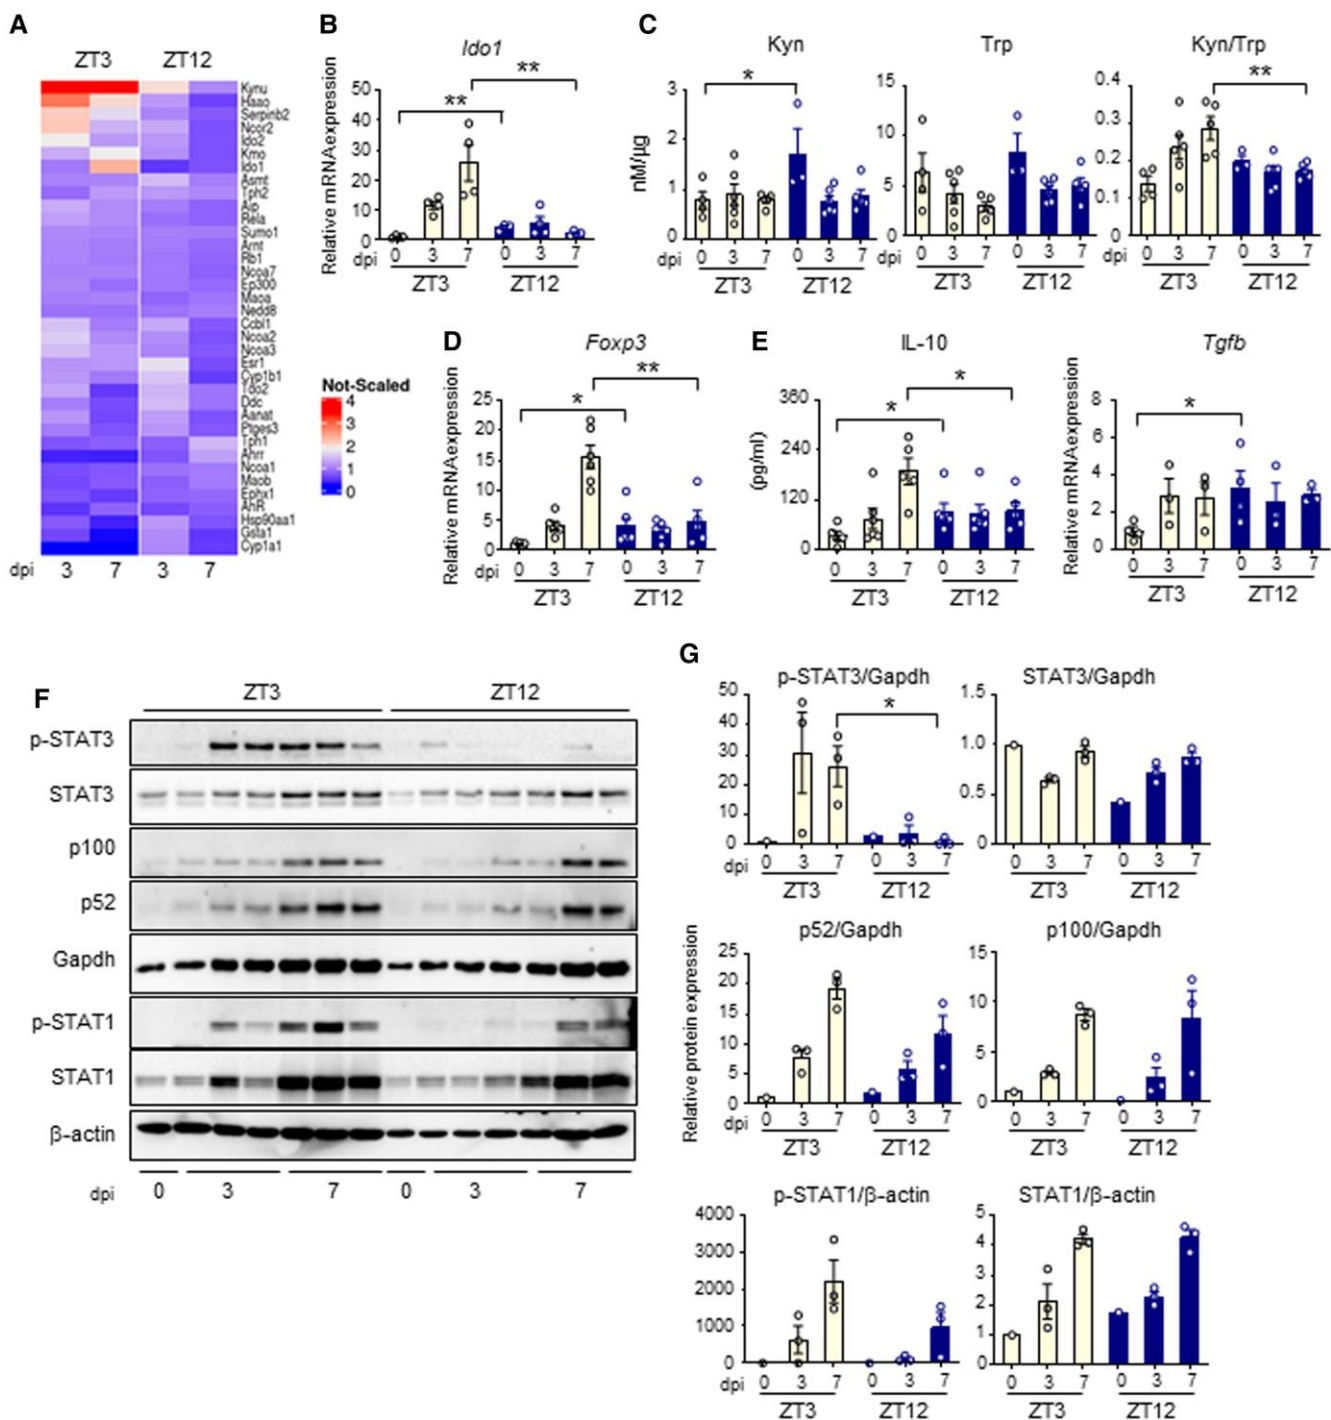 A
ZT3 ZT12
Kynu
Haao
Serpinb2
Ncor2
Ido2
Kmo
Ido1
Asmt
Tph2
Aip
Rela
Sumo1
Arnt
Rb1
Ncoa7
Ep300
Maoa
Nedd8
Ccbl1
Ncoa2
Ncoa3
Esr1
Cyp1b1
Tdo2
Ddc
Aanat
Ptges3
Tph1
Ahrr
Ncoa1
Maob
Ephx1
AhR
Hsp90aa1
Gsta1
Cyp1a1
dpi 3 7 3 7
Not-Scaled
4
3
2
1
0
B
Ido1
Relative mRNAexpression
50
40
30
20
10
0
** **
dpi 0 3 7 0 3 7
ZT3 ZT12
C
Kyn
nM/µg
3
2
1
0
*
dpi 0 3 7 0 3 7
ZT3 ZT12
Trp
15
10
5
0
0 3 7 0 3 7
ZT3 ZT12
Kyn/Trp
0.4
0.3
0.2
0.1
0
**
dpi 0 3 7 0 3 7
ZT3 ZT12
D
Foxp3
Relative mRNAexpression
25
20
15
10
5
0
* **
dpi 0 3 7 0 3 7
ZT3 ZT12
E
IL-10
(pg/ml)
360
240
120
0
* *
0 3 7 0 3 7
ZT3 ZT12
Tgfb
Relative mRNAexpression
8
6
4
2
0
*
0 3 7 0 3 7
ZT3 ZT12
F
ZT3 ZT12
p-STAT3
STAT3
p100
p52
Gapdh
p-STAT1
STAT1
β-actin
dpi 0 3 7 0 3 7
G
Relative protein expression
p-STAT3/Gapdh
50
40
30
20
10
0
*
dpi 0 3 7 0 3 7
ZT3 ZT12
STAT3/Gapdh
1.5
1.0
0.5
0
0 3 7 0 3 7
ZT3 ZT12
p52/Gapdh
25
20
15
10
5
0
dpi 0 3 7 0 3 7
ZT3 ZT12
p100/Gapdh
15
10
5
0
0 3 7 0 3 7
ZT3 ZT12
p-STAT1/β-actin
4000
3000
2000
1000
0
dpi 0 3 7 0 3 7
ZT3 ZT12
STAT1/β-actin
5
4
3
2
1
0
0 3 7 0 3 7
ZT3 ZT12